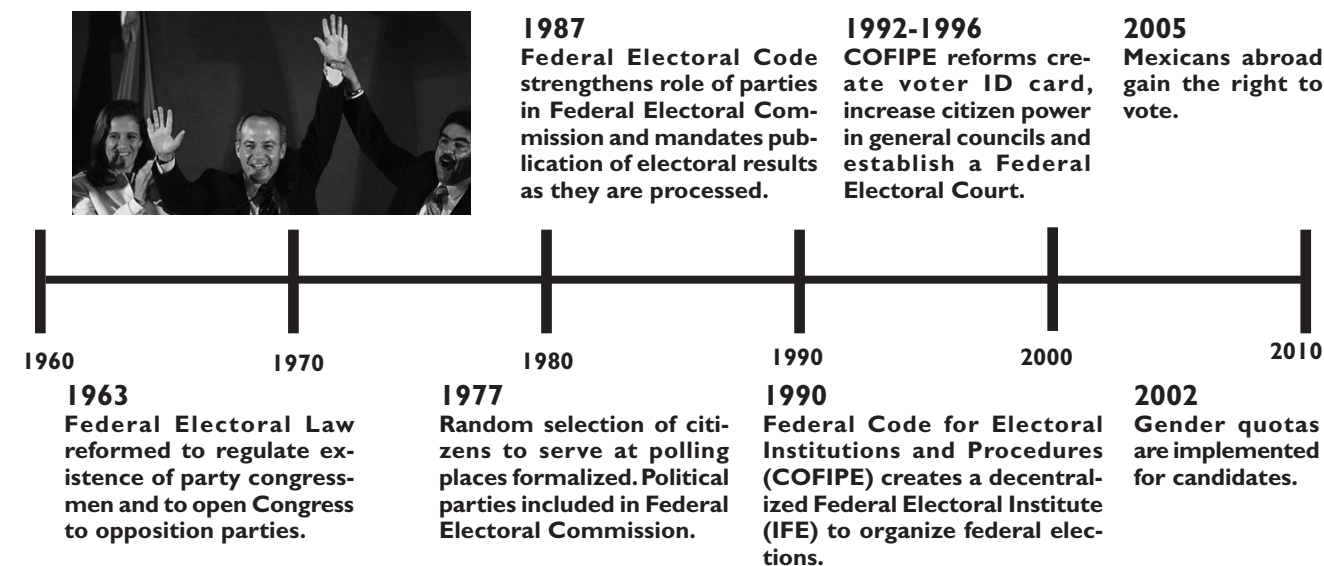 1987
Federal Electoral Code
strengthens role of parties
in Federal Electoral Com-
mission and mandates pub-
lication of electoral results
as they are processed.
1992-1996
COFIPE reforms cre-
ate voter ID card,
increase citizen power
in general councils and
establish a Federal
Electoral Court.
2005
Mexicans abroad
gain the right to
vote.
1960
1970
1980
1990
2000
2010
1963
Federal Electoral Law
reformed to regulate ex-
istence of party congress-
men and to open Congress
to opposition parties.
1977
Random selection of citi-
zens to serve at polling
places formalized. Political
parties included in Federal
Electoral Commission.
1990
Federal Code for Electoral
Institutions and Procedures
(COFIPE) creates a decentral-
ized Federal Electoral Institute
(IFE) to organize federal elec-
tions.
2002
Gender quotas
are implemented
for candidates.